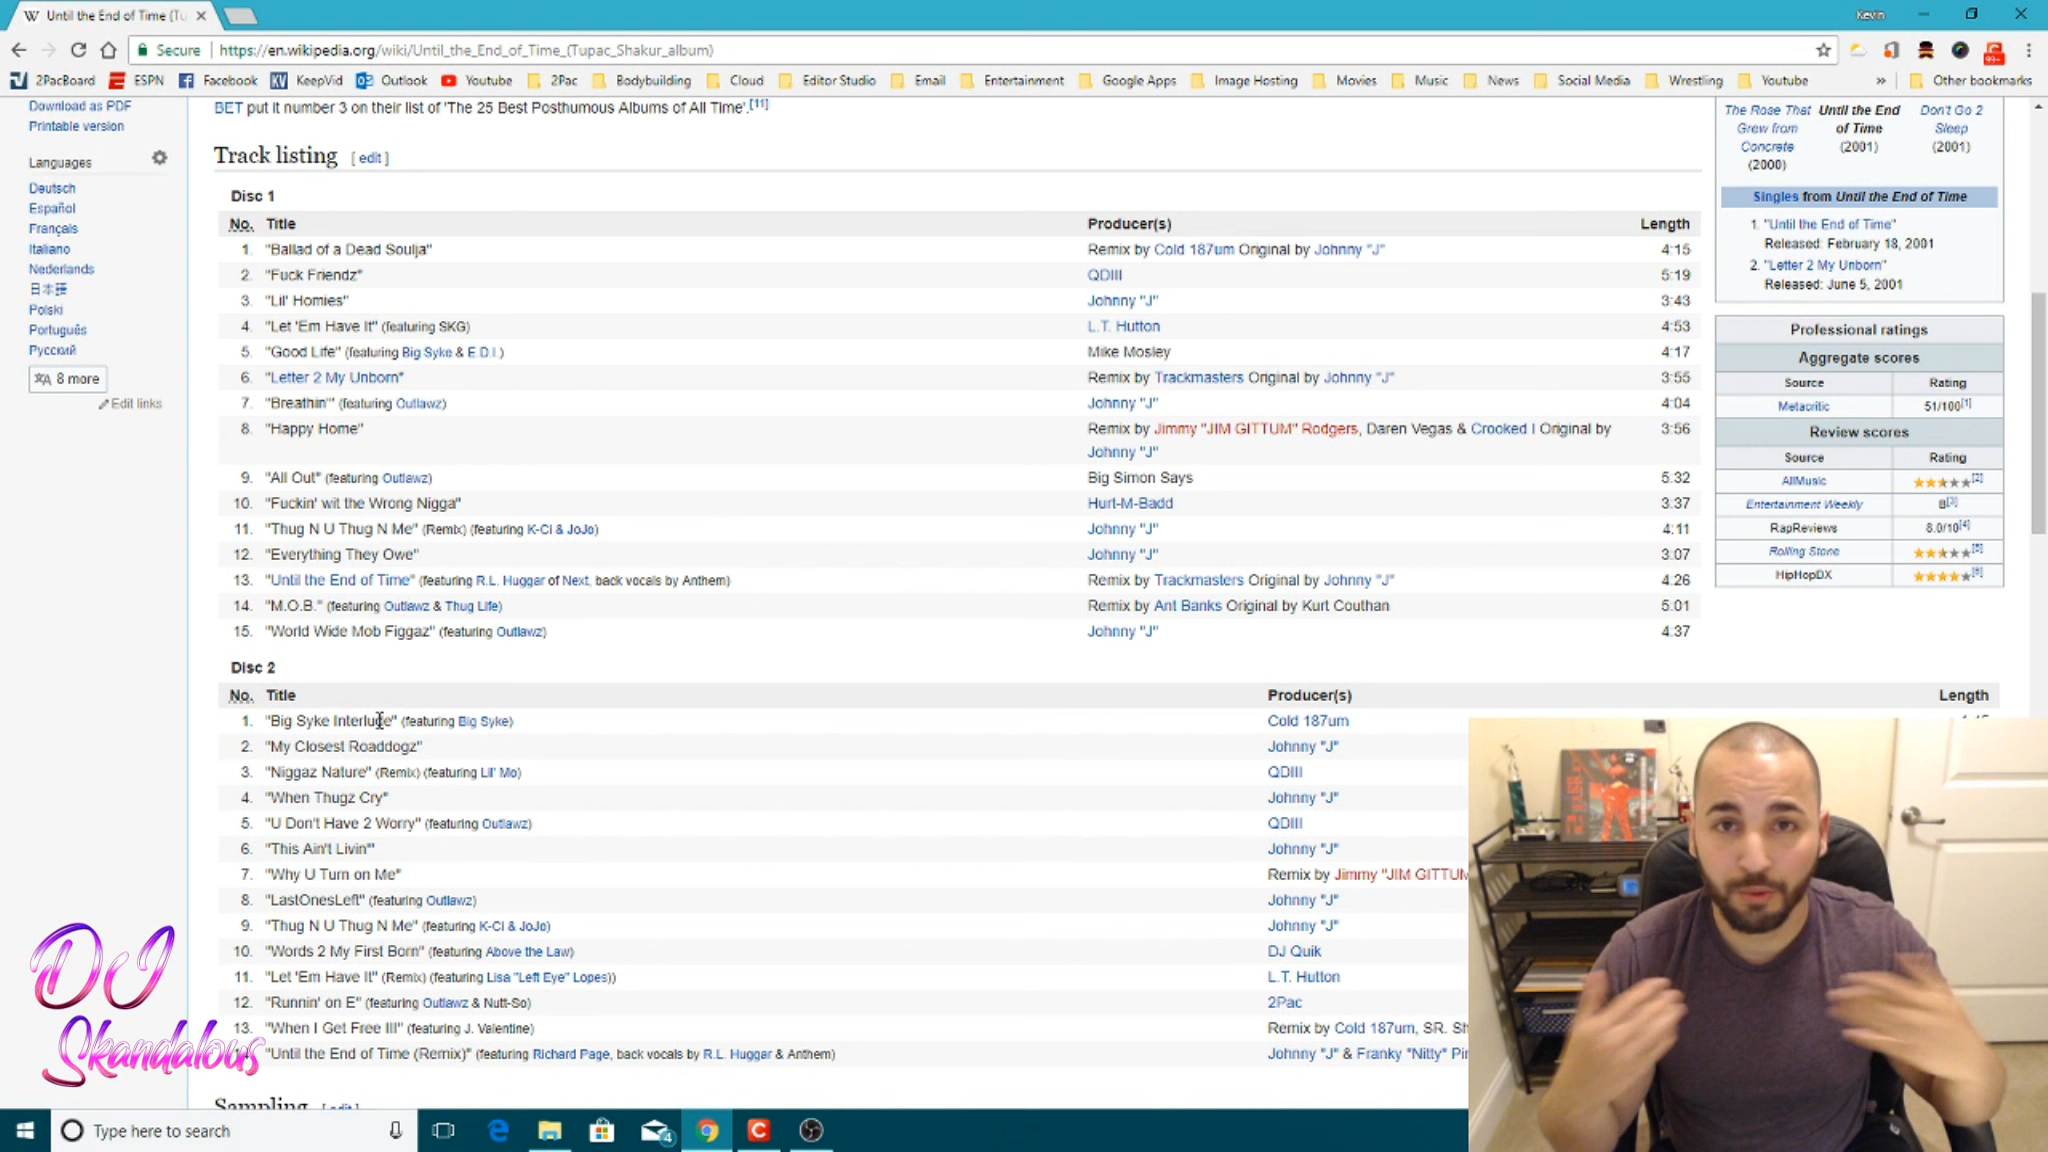 Until the End of Time (Tu
Kevin
Secure https://en.wikipedia.org/wiki/Until_the_End_of_Time_(Tupac_Shakur_album)
2PacBoard ESPN Facebook KeepVid Outlook Youtube 2Pac Bodybuilding Cloud Editor Studio Email Entertainment Google Apps Image Hosting Movies Music News Social Media Wrestling Youtube » Other bookmarks
Download as PDF
Printable version
Languages
Deutsch
Español
Français
Italiano
Nederlands
日本語
Polski
Português
Русский
8 more
Edit links
BET put it number 3 on their list of 'The 25 Best Posthumous Albums of All Time'.[11]
Track listing [ edit ]
Disc 1
No. Title Producer(s) Length
1. "Ballad of a Dead Soulja" Remix by Cold 187um Original by Johnny "J" 4:15
2. "Fuck Friendz" QDIII 5:19
3. "Lil' Homies" Johnny "J" 3:43
4. "Let 'Em Have It" (featuring SKG) L.T. Hutton 4:53
5. "Good Life" (featuring Big Syke & E.D.I.) Mike Mosley 4:17
6. "Letter 2 My Unborn" Remix by Trackmasters Original by Johnny "J" 3:55
7. "Breathin'" (featuring Outlawz) Johnny "J" 4:04
8. "Happy Home" Remix by Jimmy "JIM GITTUM" Rodgers, Daren Vegas & Crooked I Original by 3:56
Johnny "J"
9. "All Out" (featuring Outlawz) Big Simon Says 5:32
10. "Fuckin' wit the Wrong Nigga" Hurt-M-Badd 3:37
11. "Thug N U Thug N Me" (Remix) (featuring K-Ci & JoJo) Johnny "J" 4:11
12. "Everything They Owe" Johnny "J" 3:07
13. "Until the End of Time" (featuring R.L. Huggar of Next, back vocals by Anthem) Remix by Trackmasters Original by Johnny "J" 4:26
14. "M.O.B." (featuring Outlawz & Thug Life) Remix by Ant Banks Original by Kurt Couthan 5:01
15. "World Wide Mob Figgaz" (featuring Outlawz) Johnny "J" 4:37
Disc 2
No. Title Producer(s) Length
1. "Big Syke Interlude" (featuring Big Syke) Cold 187um
2. "My Closest Roaddogz" Johnny "J"
3. "Niggaz Nature" (Remix) (featuring Lil' Mo) QDIII
4. "When Thugz Cry" Johnny "J"
5. "U Don't Have 2 Worry" (featuring Outlawz) QDIII
6. "This Ain't Livin'" Johnny "J"
7. "Why U Turn on Me" Remix by Jimmy "JIM GITTUM
8. "LastOnesLeft" (featuring Outlawz) Johnny "J"
9. "Thug N U Thug N Me" (featuring K-Ci & JoJo) Johnny "J"
10. "Words 2 My First Born" (featuring Above the Law) DJ Quik
11. "Let 'Em Have It" (Remix) (featuring Lisa "Left Eye" Lopes)) L.T. Hutton
12. "Runnin' on E" (featuring Outlawz & Nutt-So) 2Pac
13. "When I Get Free III" (featuring J. Valentine) Remix by Cold 187um, SR. Sh
"Until the End of Time (Remix)" (featuring Richard Page, back vocals by R.L. Huggar & Anthem) Johnny "J" & Franky "Nitty" Pi
Sampling [ edit ]
The Rose That Grew from Concrete (2000)
Until the End of Time (2001)
Don't Go 2 Sleep (2001)
Singles from Until the End of Time
1. "Until the End of Time"
Released: February 18, 2001
2. "Letter 2 My Unborn"
Released: June 5, 2001
Professional ratings
Aggregate scores
Source Rating
Metacritic 51/100[1]
Review scores
Source Rating
AllMusic [2]
Entertainment Weekly B[3]
RapReviews 8.0/10[4]
Rolling Stone [5]
HipHopDX [6]
DJ
Skandalous
Type here to search
4